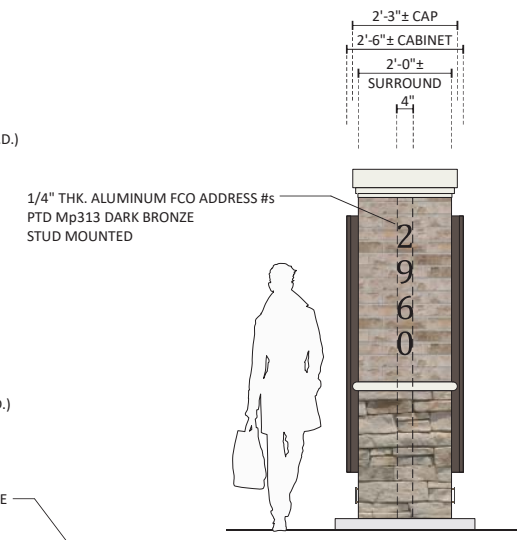 2'-3"± CAP
2'-6"± CABINET
2'-0"±
SURROUND
4"
D.)
1/4" THK. ALUMINUM FCO ADDRESS #s
PTD Mp313 DARK BRONZE
STUD MOUNTED
2
9
6
0
.)
E